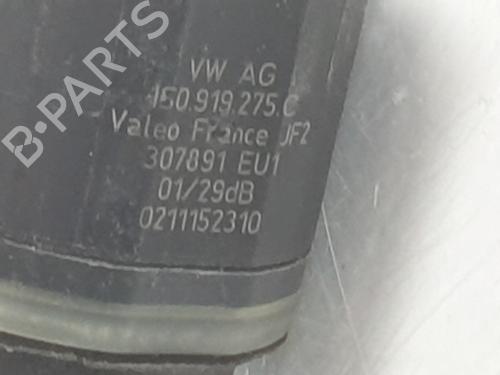 B-PARTS
VW AG
1S0.919.275.C
Valeo France JF2
307891 EU1
01/29dB
0211152310